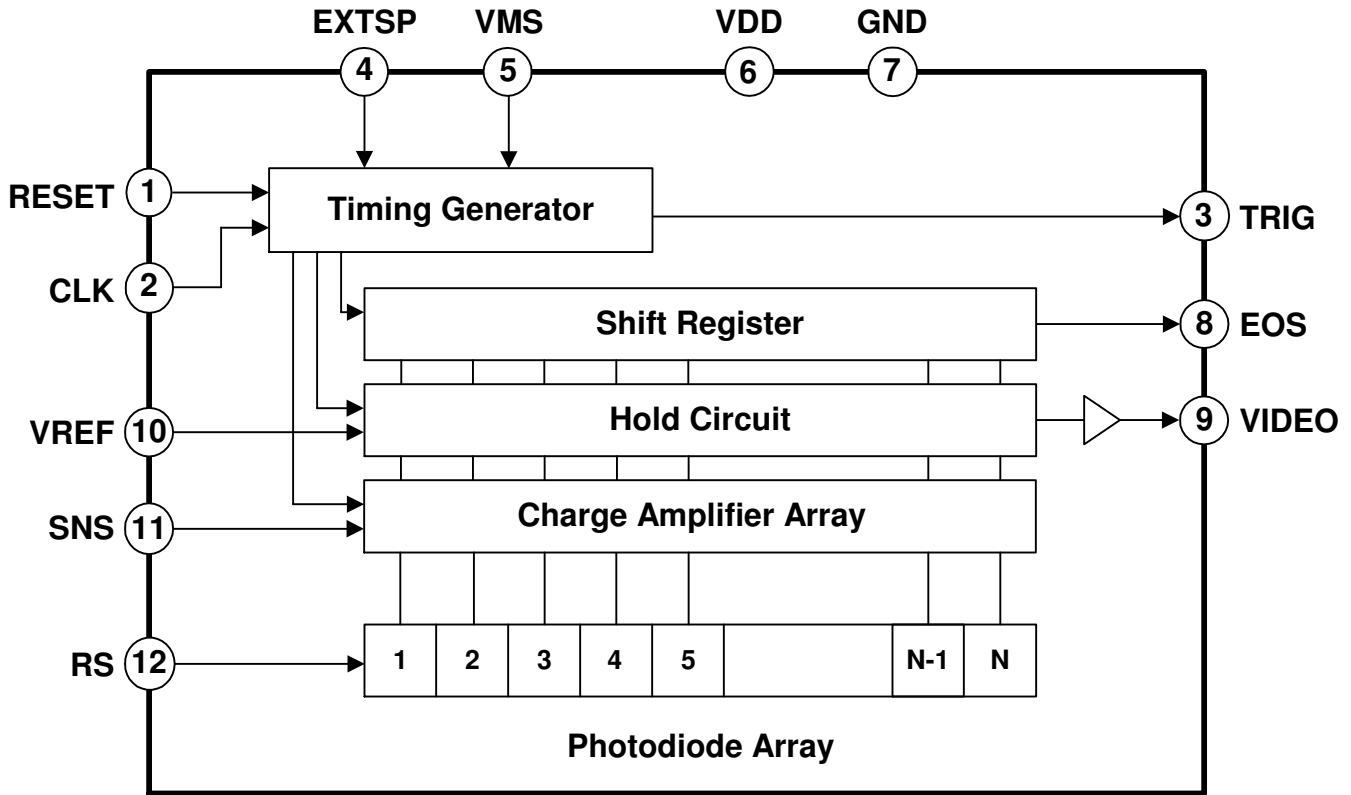 EXTSP VMS VDD GND
4 5 6 7
RESET 1 Timing Generator 3 TRIG
CLK 2
Shift Register 8 EOS
VREF 10 Hold Circuit 9 VIDEO
SNS 11 Charge Amplifier Array
RS 12 1 2 3 4 5 N-1 N
Photodiode Array